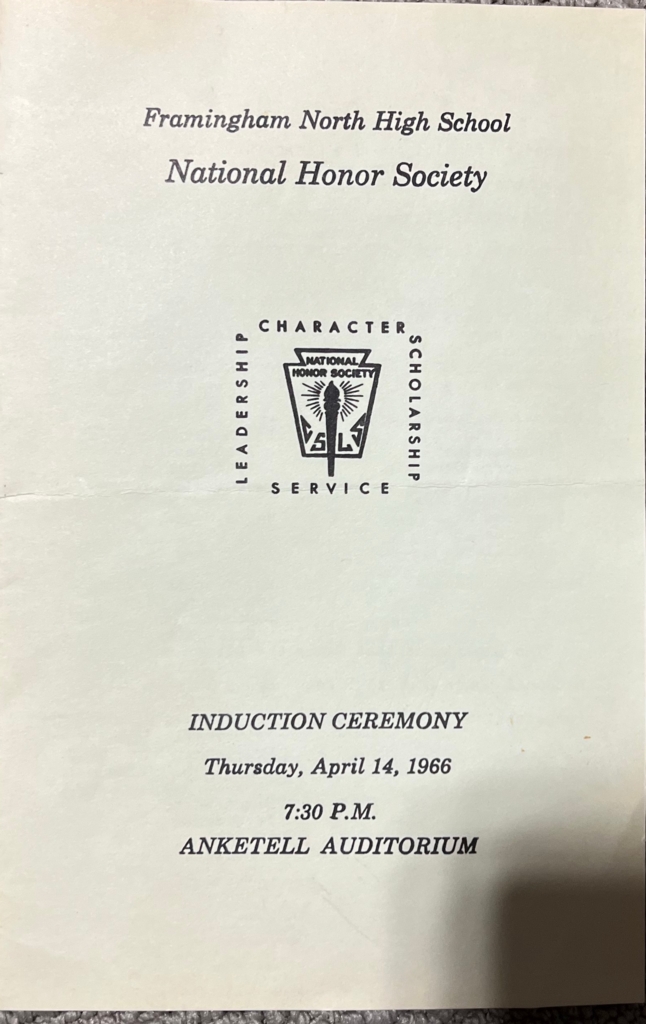 Framingham North High School
National Honor Society
CHARACTER
LEADERSHIP
SCHOLARSHIP
NATIONAL
HONOR SOCIETY
C S L S
SERVICE
INDUCTION CEREMONY
Thursday, April 14, 1966
7:30 P.M.
ANKETELL AUDITORIUM